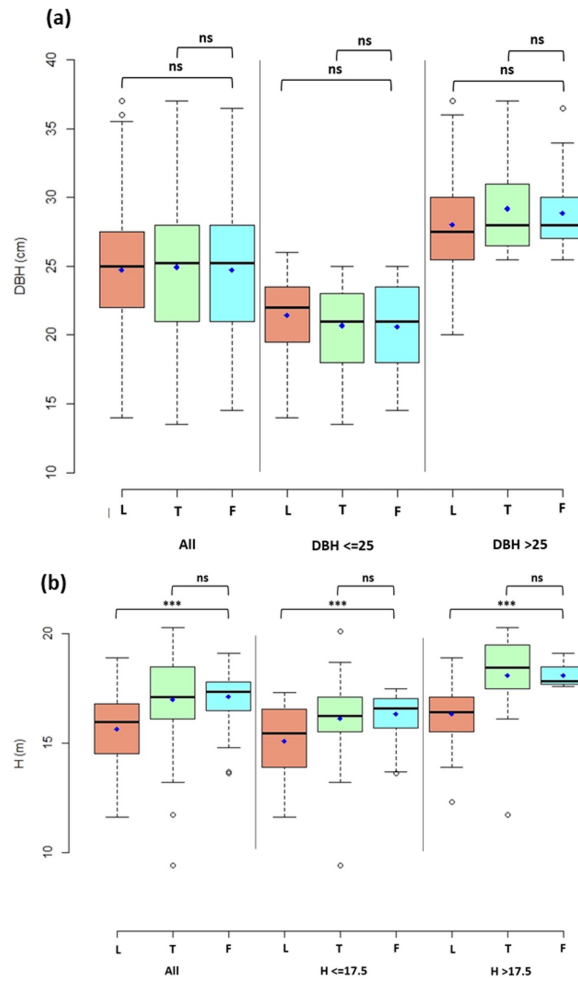 (a)
ns
ns
ns
ns
ns
ns
40
35
30
25
20
15
10
DBH (cm)
L T F L T F L T F
All DBH <=25 DBH >25
(b)
ns
ns
ns
***
***
***
20
15
10
H (m)
L T F L T F L T F
All H <=17.5 H >17.5